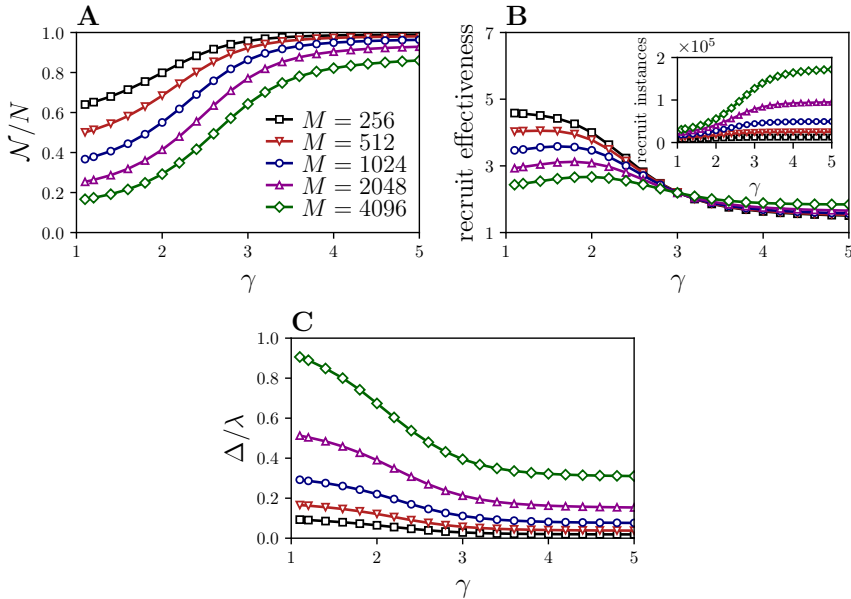 A
𝒩/N
1.0
0.8
0.6
0.4
0.2
0.0
M = 256
M = 512
M = 1024
M = 2048
M = 4096
1 2 3 4 5
γ
B
recruit effectiveness
7
5
3
1
1 2 3 4 5
γ
recruit instances
×10⁵
2
1
0
1 2 3 4 5
γ
C
Δ/λ
1.0
0.8
0.6
0.4
0.2
0.0
1 2 3 4 5
γ